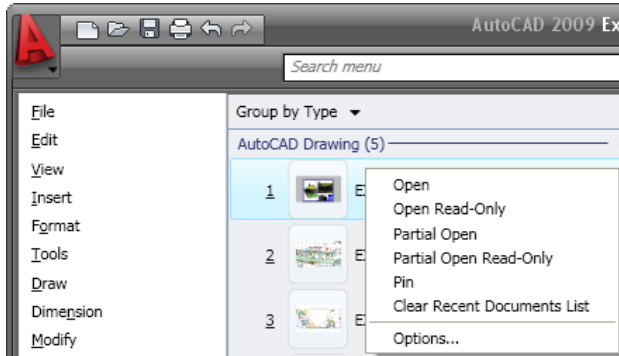 AutoCAD 2009 Ex
Search menu
File
Edit
View
Insert
Format
Tools
Draw
Dimension
Modify
Group by Type
AutoCAD Drawing (5)
1 E
2 E
3 E
Open
Open Read-Only
Partial Open
Partial Open Read-Only
Pin
Clear Recent Documents List
Options...